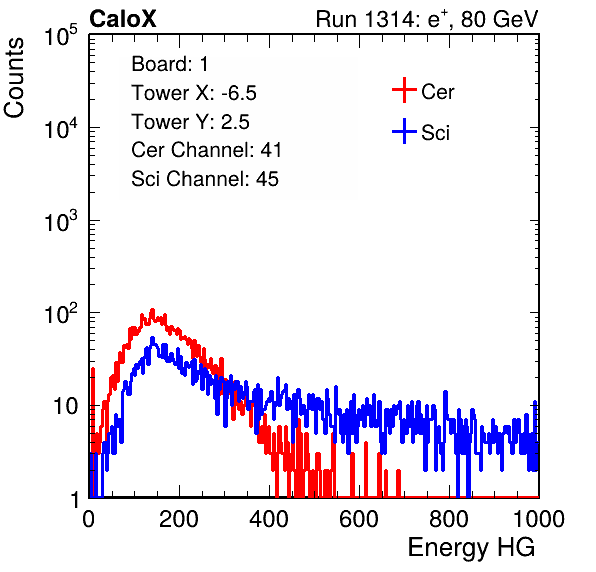 CaloX Run 1314: e⁺, 80 GeV
Counts
Board: 1
Tower X: -6.5
Tower Y: 2.5
Cer Channel: 41
Sci Channel: 45
Cer
Sci
10⁵
10⁴
10³
10²
10
1
0 200 400 600 800 1000
Energy HG